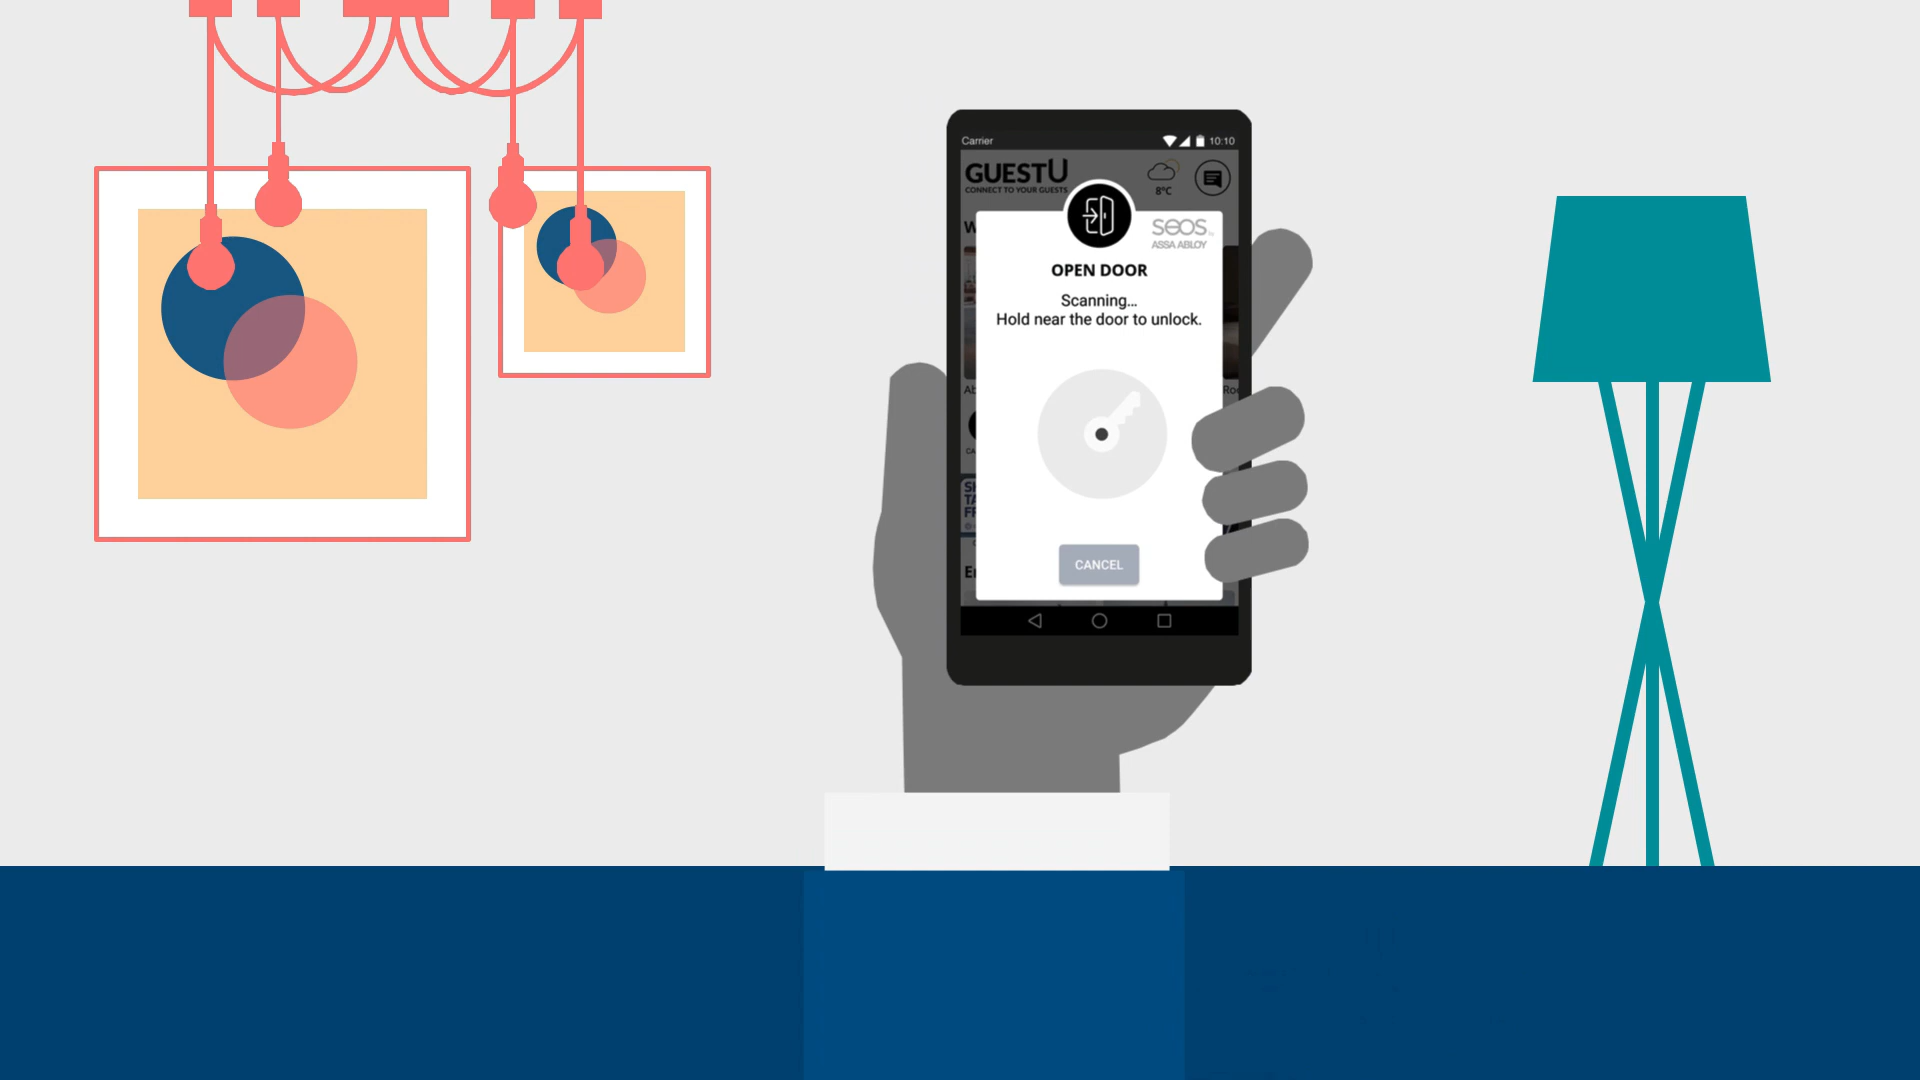 Carrier 10:10
GUESTU
CONNECT TO YOUR GUESTS
8°C
SEOS
ASSA ABLOY
OPEN DOOR
Scanning...
Hold near the door to unlock.
CANCEL